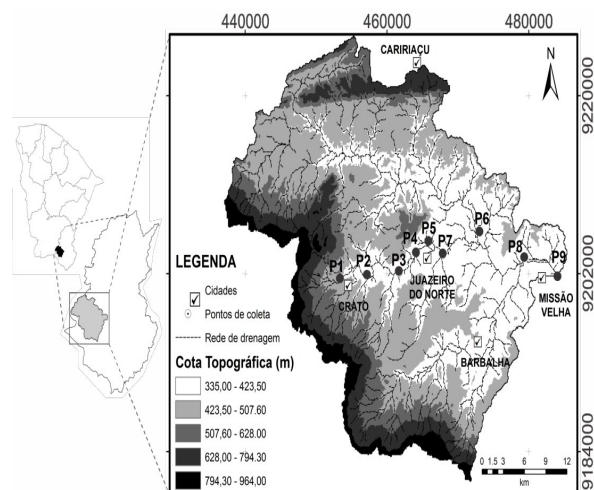 440000
460000
480000
CARIRIAÇU
N
9220000
P6
P5
P4
P7
P8
P9
P3
P2
P1
9202000
JUAZEIRO
DO NORTE
CRATO
MISSÃO
VELHA
BARBALHA
9184000
LEGENDA
Cidades
Pontos de coleta
Rede de drenagem
Cota Topográfica (m)
335,00 - 423,50
423,50 - 507.60
507,60 - 628.00
628,00 - 794.30
794,30 - 964,00
0 1.5 3 6 9 12
km